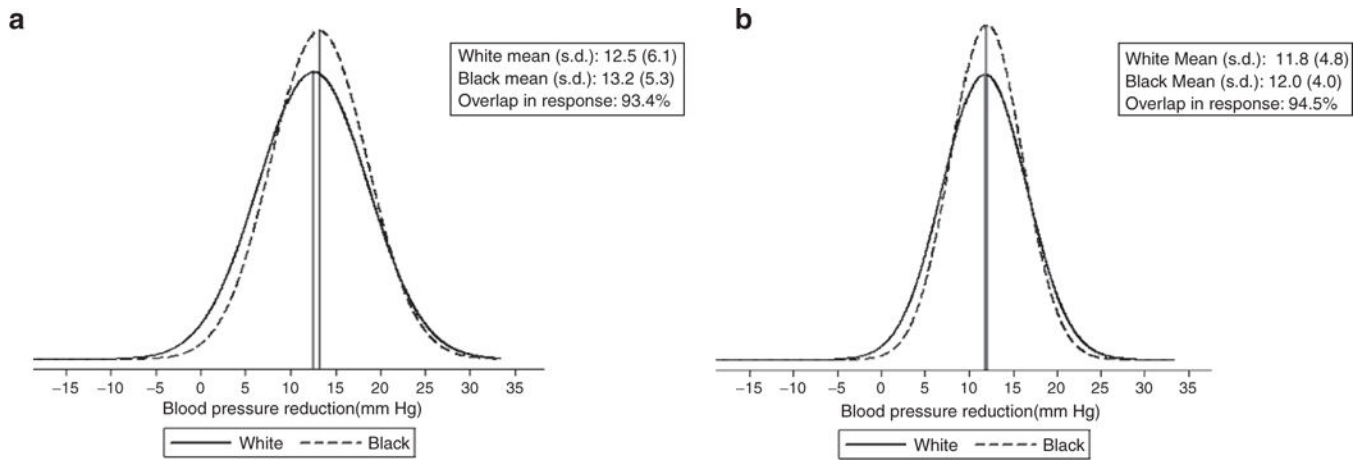 a
White mean (s.d.): 12.5 (6.1)
Black mean (s.d.): 13.2 (5.3)
Overlap in response: 93.4%
−15 −10 −5 0 5 10 15 20 25 30 35
Blood pressure reduction(mm Hg)
White Black
b
White Mean (s.d.): 11.8 (4.8)
Black Mean (s.d.): 12.0 (4.0)
Overlap in response: 94.5%
−15 −10 −5 0 5 10 15 20 25 30 35
Blood pressure reduction(mm Hg)
White Black